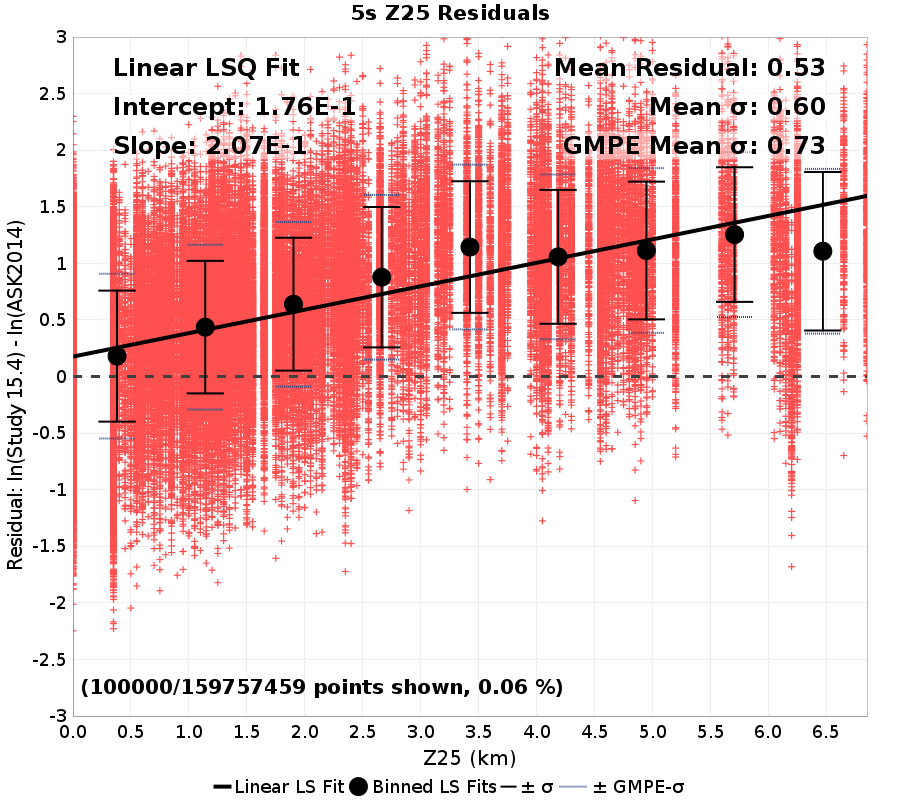 5s Z25 Residuals
Linear LSQ Fit
Intercept: 1.76E-1
Slope: 2.07E-1
Mean Residual: 0.53
Mean σ: 0.60
GMPE Mean σ: 0.73
Residual: ln(Study 15.4) - ln(ASK2014)
3
2.5
2
1.5
1
0.5
0
-0.5
-1
-1.5
-2
-2.5
-3
(100000/159757459 points shown, 0.06 %)
0.0 0.5 1.0 1.5 2.0 2.5 3.0 3.5 4.0 4.5 5.0 5.5 6.0 6.5
Z25 (km)
Linear LS Fit Binned LS Fits ± σ ± GMPE-σ